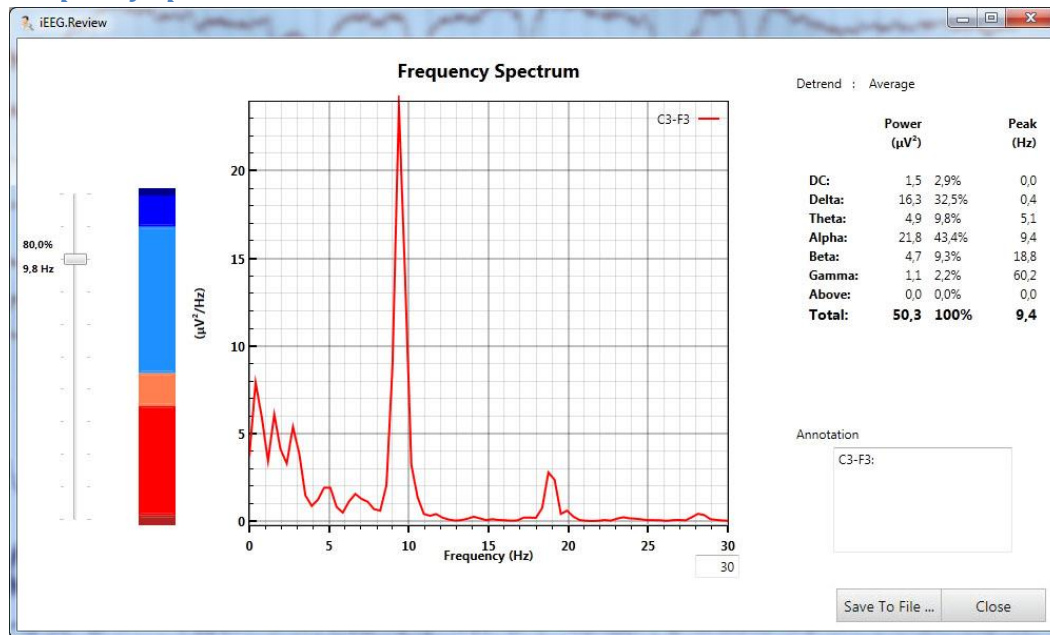 iEEG.Review
Frequency Spectrum
C3-F3
Detrend : Average
Power Peak
(µV²) (Hz)
DC: 1,5 2,9% 0,0
Delta: 16,3 32,5% 0,4
Theta: 4,9 9,8% 5,1
Alpha: 21,8 43,4% 9,4
Beta: 4,7 9,3% 18,8
Gamma: 1,1 2,2% 60,2
Above: 0,0 0,0% 0,0
Total: 50,3 100% 9,4
80,0%
9,8 Hz
(µV²/Hz)
20
15
10
5
0
0 5 10 15 20 25 30
Frequency (Hz)
30
Annotation
C3-F3:
Save To File ... Close